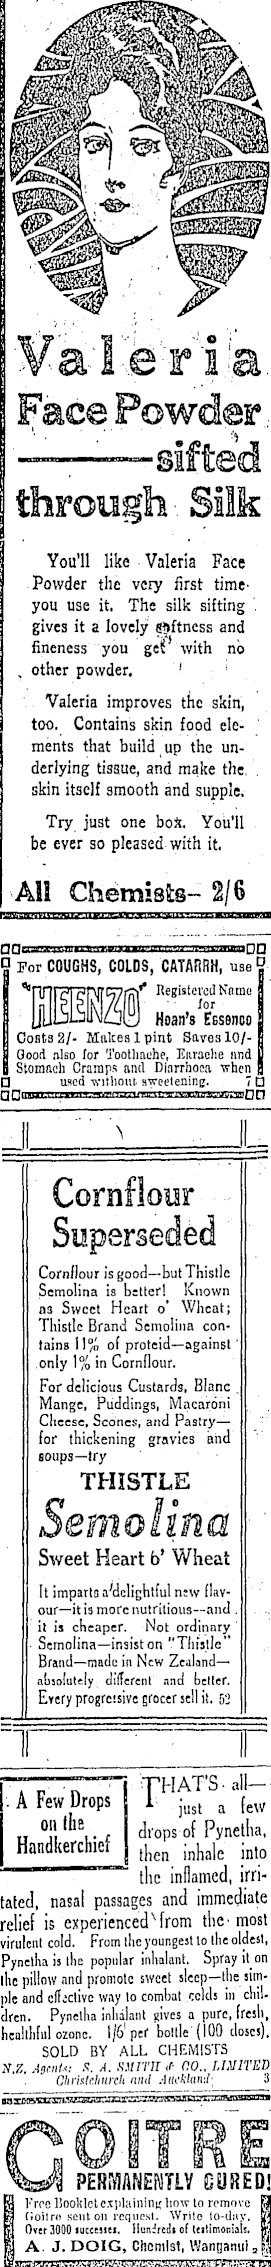 Valeria
Face Powder
—sifted
through Silk
You'll like Valeria Face
Powder the very first time
you use it. The silk sifting
gives it a lovely softness and
fineness you get with no
other powder.
Valeria improves the skin,
too. Contains skin food ele-
ments that build up the un-
derlying tissue, and make the
skin itself smooth and supple.
Try just one box. You'll
be ever so pleased with it.
All Chemists– 2/6
For COUGHS, COLDS, CATARRH, use
"HEENZO" Registered Name
for
Hean's Essence
Costs 2/- Makes 1 pint Saves 10/-
Good also for Toothache, Earache and
Stomach Cramps and Diarrhoea when
used without sweetening. 7
Cornflour
Superseded
Cornflour is good—but Thistle
Semolina is better! Known
as Sweet Heart o' Wheat;
Thistle Brand Semolina con-
tains 11% of proteid—against
only 1% in Cornflour.
For delicious Custards, Blanc
Mange, Puddings, Macaroni
Cheese, Scones, and Pastry—
for thickening gravies and
soups—try
THISTLE
Semolina
Sweet Heart o' Wheat
It imparts a delightful new flav-
our—it is more nutritious—and
it is cheaper. Not ordinary
Semolina—insist on "Thistle"
Brand—made in New Zealand—
absolutely different and better.
Every progressive grocer sell it. 52
A Few Drops
on the
Handkerchief
THAT'S all—
just a few
drops of Pynetha,
then inhale into
the inflamed, irri-
tated, nasal passages and immediate
relief is experienced from the most
virulent cold. From the youngest to the oldest,
Pynetha is the popular inhalant. Spray it on
the pillow and promote sweet sleep—the sim-
ple and effective way to combat colds in chil-
dren. Pynetha inhalant gives a pure, fresh,
healthful ozone. 1/6 per bottle (100 doses).
SOLD BY ALL CHEMISTS
N.Z. Agents: S. A. SMITH & CO., LIMITED
Christchurch and Auckland 3
GOITRE
PERMANENTLY CURED!
Free Booklet explaining how to remove
Goitre sent on request. Write to-day.
Over 3000 successes. Hundreds of testimonials.
A. J. DOIG, Chemist, Wanganui 2